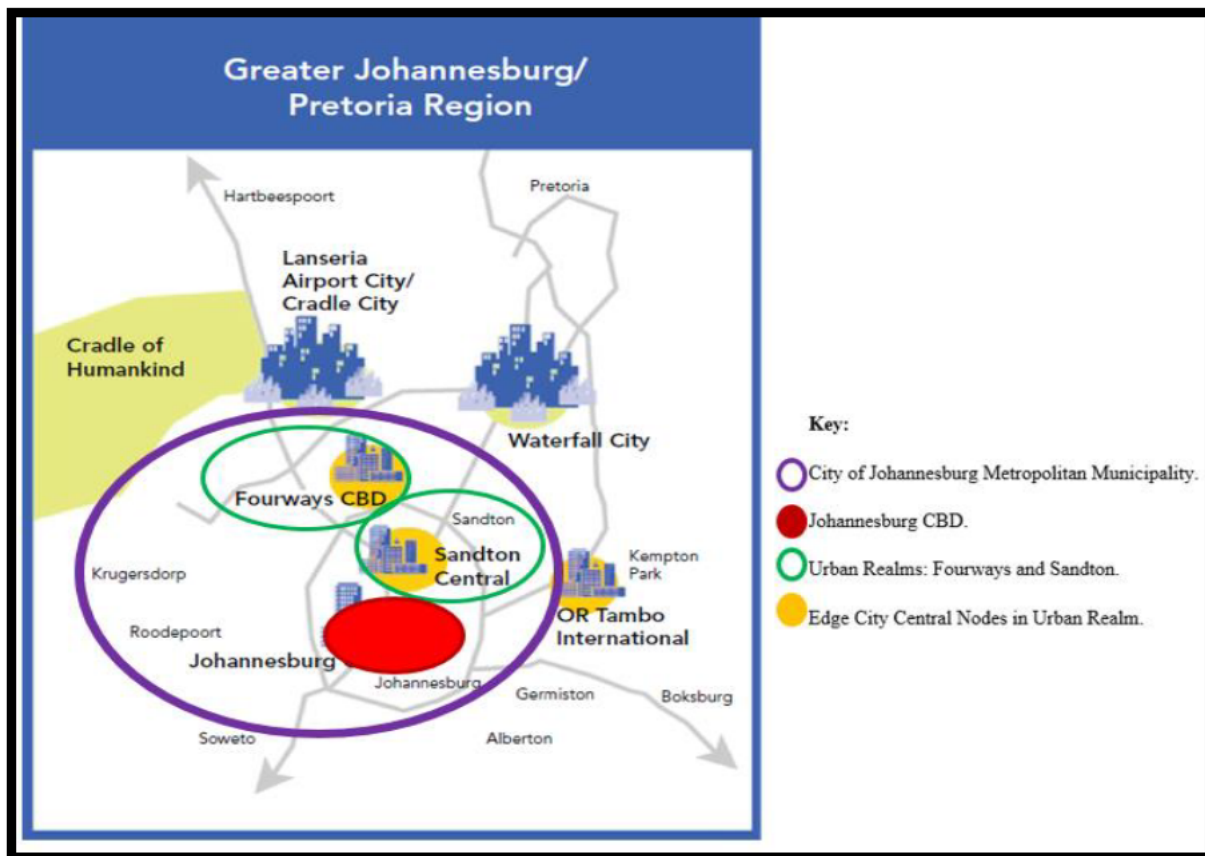 Greater Johannesburg/
Pretoria Region
Hartbeespoort
Pretoria
Lanseria
Airport City/
Cradle City
Cradle of
Humankind
Waterfall City
Fourways CBD
Sandton
Sandton
Central
Kempton
Park
Krugersdorp
OR Tambo
International
Roodepoort
Johannesburg
Johannesburg
Germiston
Boksburg
Soweto
Alberton
Key:
City of Johannesburg Metropolitan Municipality.
Johannesburg CBD.
Urban Realms: Fourways and Sandton.
Edge City Central Nodes in Urban Realm.